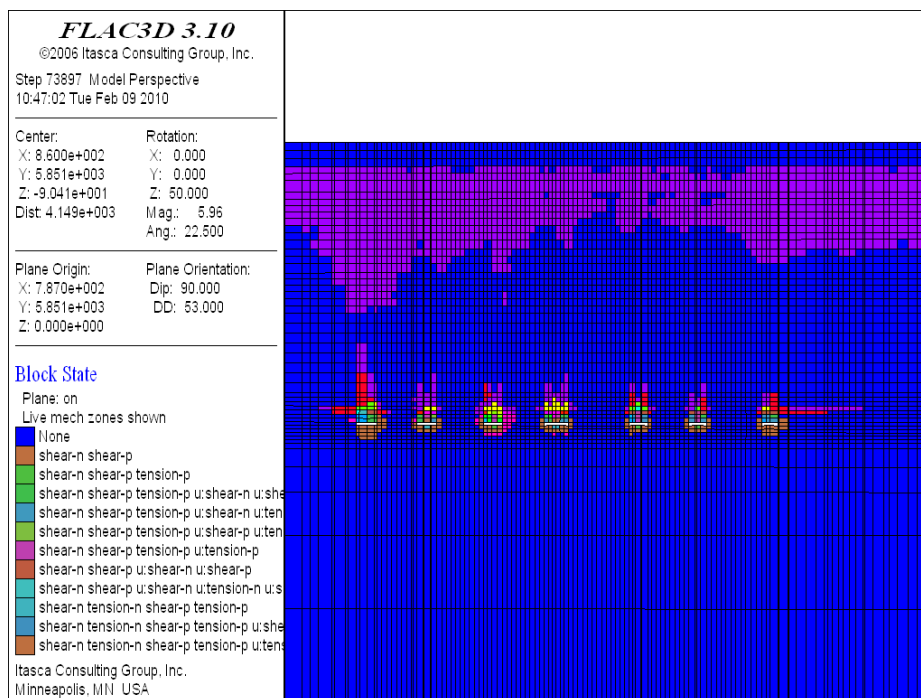 FLAC3D 3.10
©2006 Itasca Consulting Group, Inc.
Step 73897 Model Perspective
10:47:02 Tue Feb 09 2010
Center:
X: 8.600e+002
Y: 5.851e+003
Z: -9.041e+001
Dist: 4.149e+003
Rotation:
X: 0.000
Y: 0.000
Z: 50.000
Mag.: 5.96
Ang.: 22.500
Plane Origin:
X: 7.870e+002
Y: 5.851e+003
Z: 0.000e+000
Plane Orientation:
Dip: 90.000
DD: 53.000
Block State
Plane: on
Live mech zones shown
None
shear-n shear-p
shear-n shear-p tension-p
shear-n shear-p tension-p u:shear-n u:she
shear-n shear-p tension-p u:shear-n u:ten
shear-n shear-p tension-p u:shear-p u:ten
shear-n shear-p tension-p u:tension-p
shear-n shear-p u:shear-n u:shear-p
shear-n shear-p u:shear-n u:tension-n u:s
shear-n tension-n shear-p tension-p
shear-n tension-n shear-p tension-p u:she
shear-n tension-n shear-p tension-p u:tens
Itasca Consulting Group, Inc.
Minneapolis, MN USA